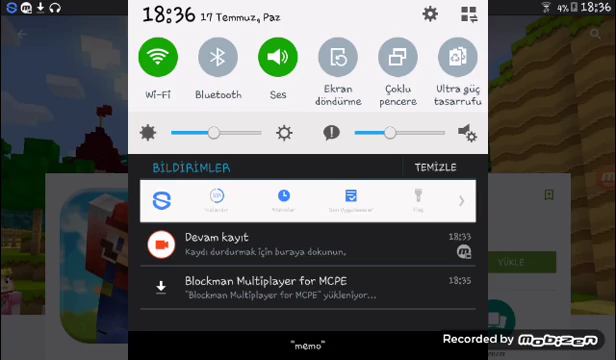 18:36 17 Temmuz, Paz
4% 18:36
Wi-Fi
Bluetooth
Ses
Ekran döndürme
Çoklu pencere
Ultra güç tasarrufu
BİLDİRİMLER
TEMİZLE
Devam kayıt
18:33
Kaydı durdurmak için buraya dokunun.
Blockman Multiplayer for MCPE
18:35
"Blockman Multiplayer for MCPE" yükleniyor...
YÜKLE
"memo"
Recorded by mobizen